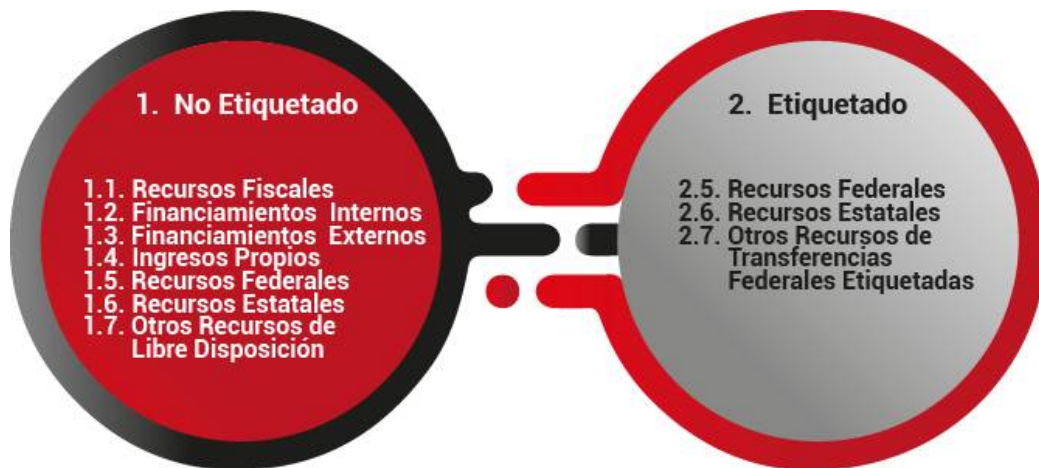 1. No Etiquetado
1.1. Recursos Fiscales
1.2. Financiamientos Internos
1.3. Financiamientos Externos
1.4. Ingresos Propios
1.5. Recursos Federales
1.6. Recursos Estatales
1.7. Otros Recursos de
Libre Disposición
2. Etiquetado
2.5. Recursos Federales
2.6. Recursos Estatales
2.7. Otros Recursos de
Transferencias
Federales Etiquetadas